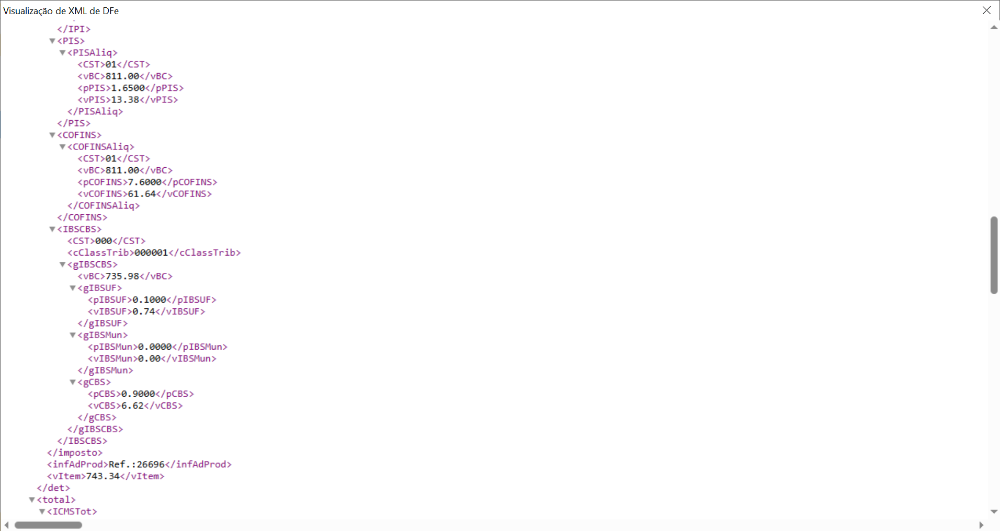 Visualização de XML de DFe
</IPI>
<PIS>
<PISAliq>
<CST>01</CST>
<vBC>811.00</vBC>
<pPIS>1.6500</pPIS>
<vPIS>13.38</vPIS>
</PISAliq>
</PIS>
<COFINS>
<COFINSAliq>
<CST>01</CST>
<vBC>811.00</vBC>
<pCOFINS>7.6000</pCOFINS>
<vCOFINS>61.64</vCOFINS>
</COFINSAliq>
</COFINS>
<IBSCBS>
<CST>000</CST>
<cClassTrib>000001</cClassTrib>
<gIBSCBS>
<vBC>735.98</vBC>
<gIBSUF>
<pIBSUF>0.1000</pIBSUF>
<vIBSUF>0.74</vIBSUF>
</gIBSUF>
<gIBSMun>
<pIBSMun>0.0000</pIBSMun>
<vIBSMun>0.00</vIBSMun>
</gIBSMun>
<gCBS>
<pCBS>0.9000</pCBS>
<vCBS>6.62</vCBS>
</gCBS>
</gIBSCBS>
</IBSCBS>
</imposto>
<infAdProd>Ref.:26696</infAdProd>
<vItem>743.34</vItem>
</det>
<total>
<ICMSTot>